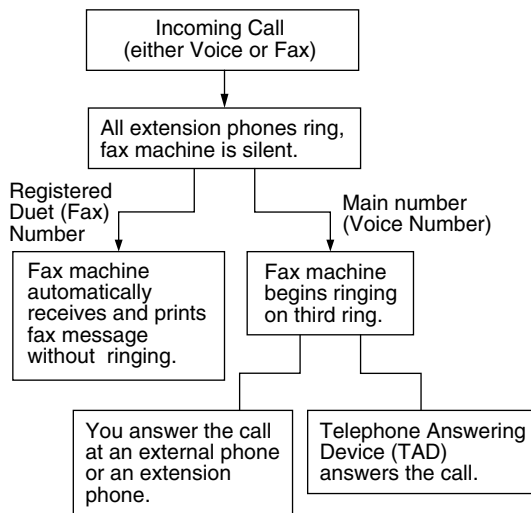 Incoming Call
(either Voice or Fax)
All extension phones ring,
fax machine is silent.
Registered
Duet (Fax)
Number
Main number
(Voice Number)
Fax machine
automatically
receives and prints
fax message
without ringing.
Fax machine
begins ringing
on third ring.
You answer the call
at an external phone
or an extension
phone.
Telephone Answering
Device (TAD)
answers the call.